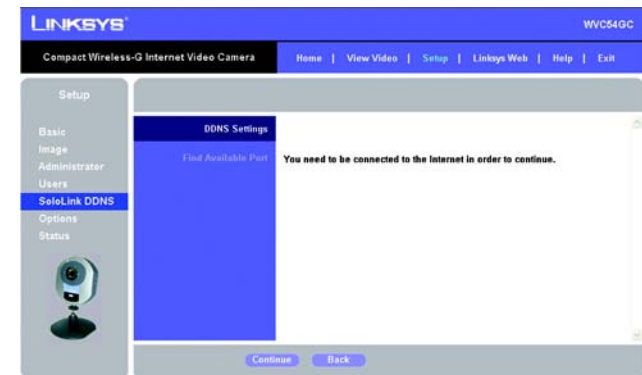 LINKSYS®
WVC54GC
Compact Wireless-G Internet Video Camera
Home | View Video | Setup | Linksys Web | Help | Exit
Setup
Basic
Image
Administrator
Users
SoloLink DDNS
Options
Status
DDNS Settings
Find Available Port
You need to be connected to the Internet in order to continue.
Continue
Back